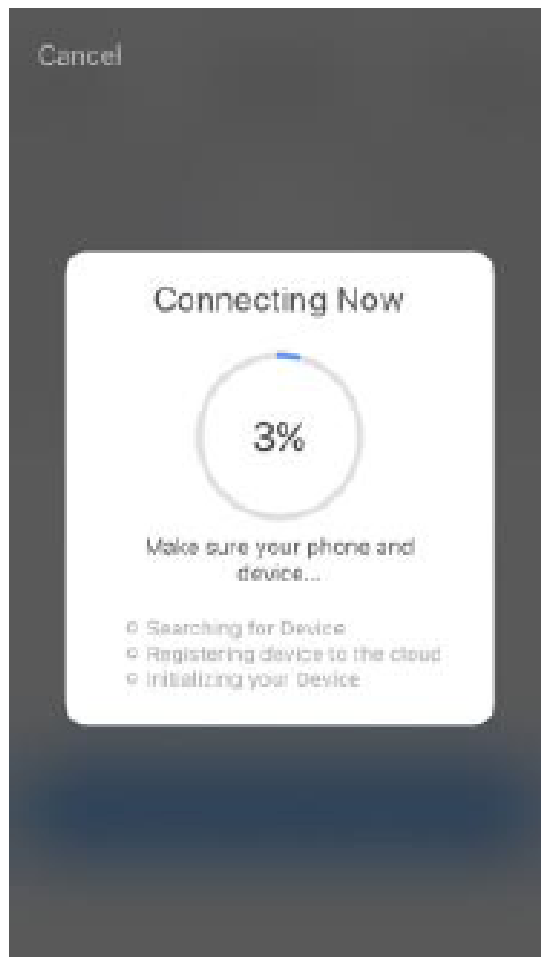 Cancel
Connecting Now
3%
Make sure your phone and
device...
Searching for Device
Registering device to the cloud
Initializing your Device